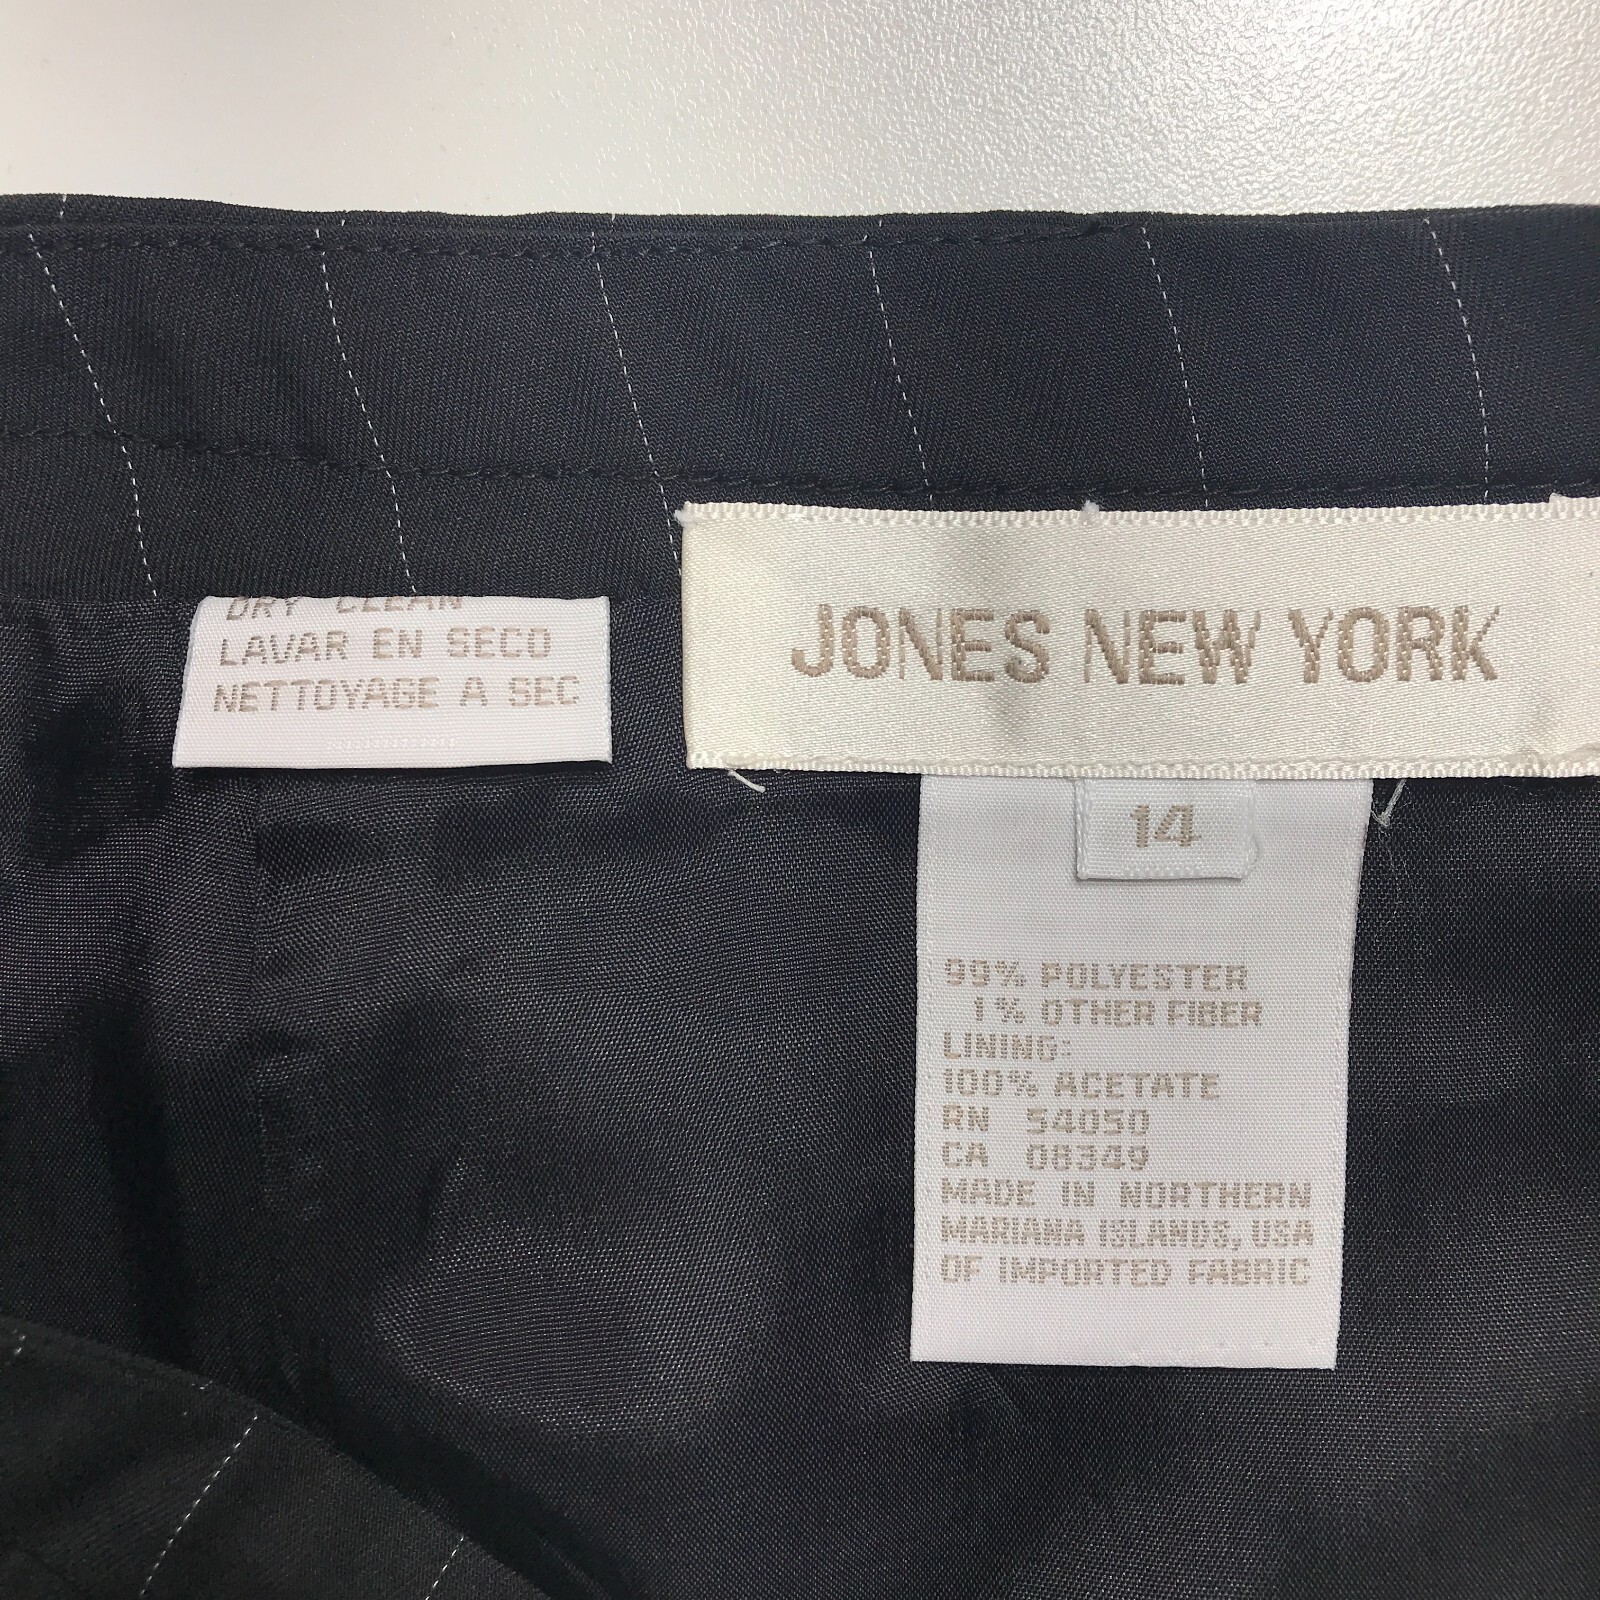 DRY CLEAN
LAVAR EN SECO
NETTOYAGE A SEC
JONES NEW YORK
14
99% POLYESTER
1% OTHER FIBER
LINING:
100% ACETATE
RN 54050
CA 08349
MADE IN NORTHERN
MARIANA ISLANDS, USA
OF IMPORTED FABRIC